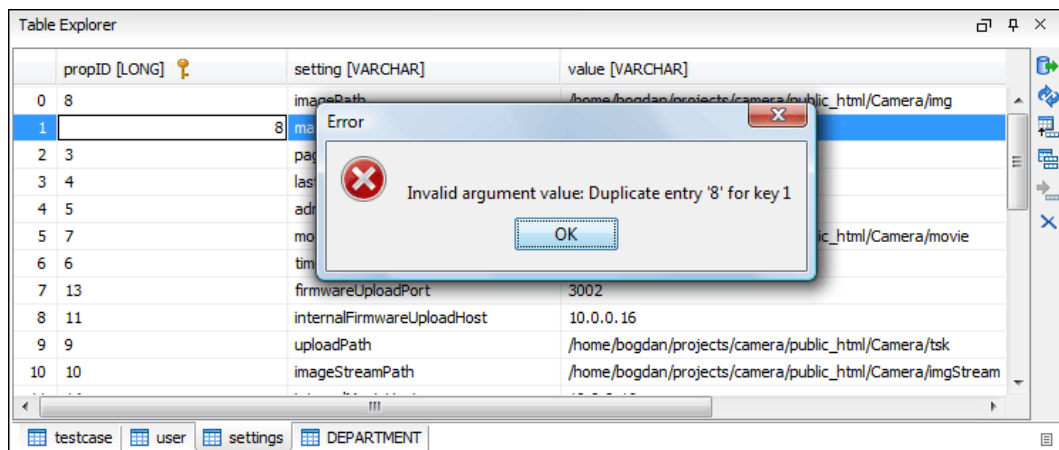 Table Explorer
propID [LONG] setting [VARCHAR] value [VARCHAR]
0 8 imagePath /home/bogdan/projects/camera/public_html/Camera/img
1 8
Error
2 3
3 4
4 5
5 7 ic_html/Camera/movie
6 6
Invalid argument value: Duplicate entry '8' for key 1
OK
7 13 firmwareUploadPort 3002
8 11 internalFirmwareUploadHost 10.0.0.16
9 9 uploadPath /home/bogdan/projects/camera/public_html/Camera/tsk
10 10 imageStreamPath /home/bogdan/projects/camera/public_html/Camera/imgStream
testcase user settings DEPARTMENT